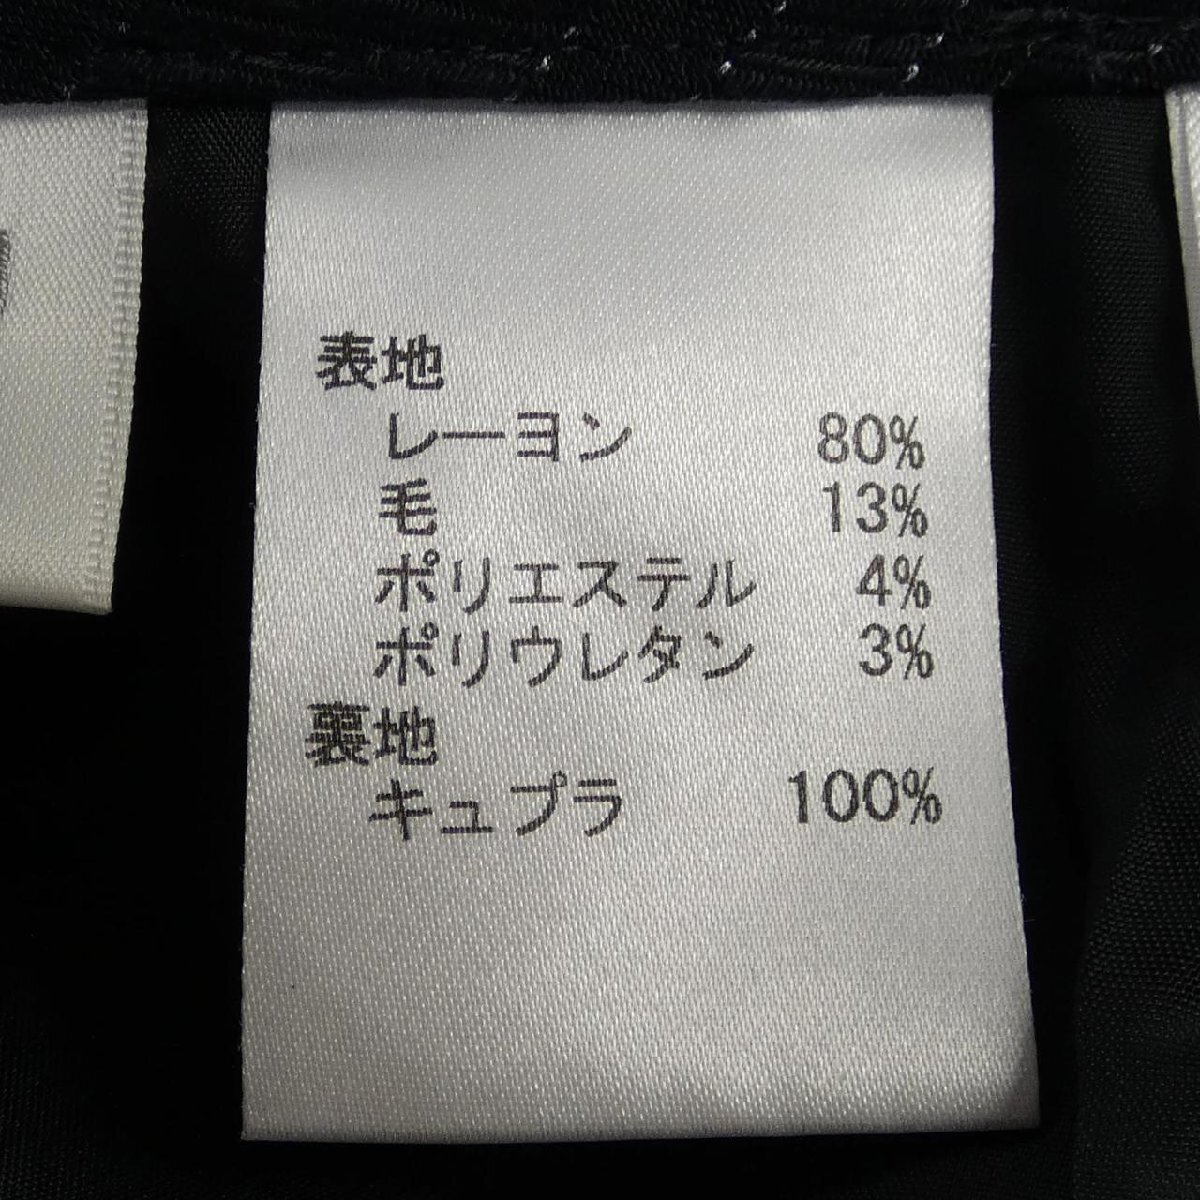 表地
レーヨン 80%
毛 13%
ポリエステル 4%
ポリウレタン 3%
裏地
キュプラ 100%